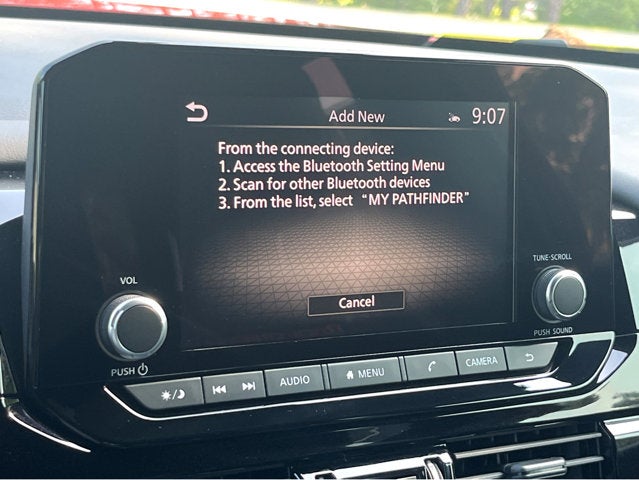 Add New
9:07
From the connecting device:
1. Access the Bluetooth Setting Menu
2. Scan for other Bluetooth devices
3. From the list, select “MY PATHFINDER”
Cancel
VOL
PUSH
TUNE·SCROLL
PUSH SOUND
AUDIO
MENU
CAMERA